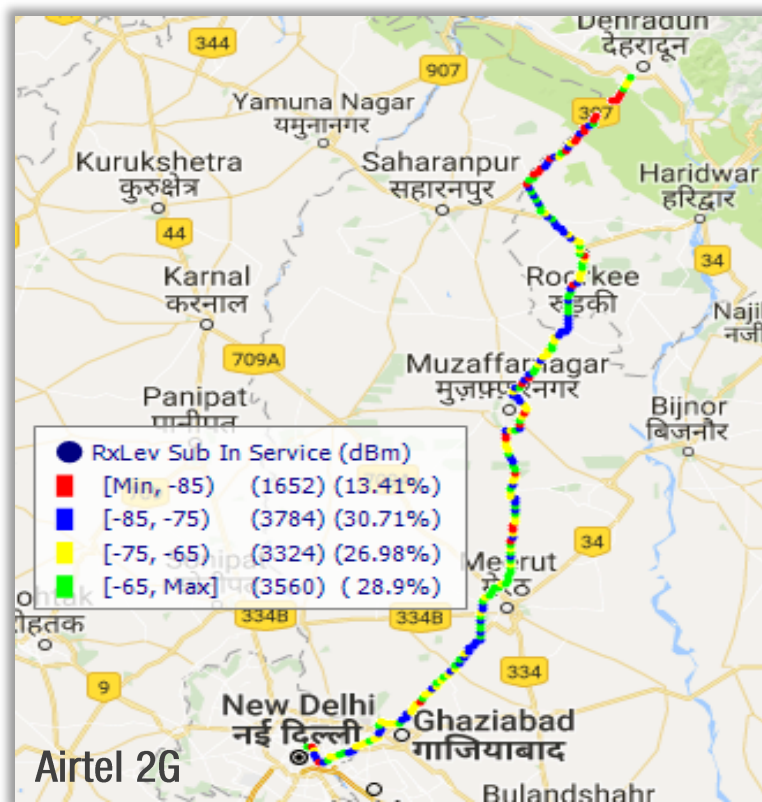 Dehradun
देहरादून
344
907
Yamuna Nagar
यमुनानगर
307
Kurukshetra
कुरुक्षेत्र
Saharanpur
सहारनपुर
Haridwar
हरिद्वार
44
34
Karnal
करनाल
Roorkee
रुड़की
709A
Muzaffarnagar
मुज़फ़्फ़रनगर
Panipat
पानीपत
Bijnor
बिजनौर
RxLev Sub In Service (dBm)
[Min, -85) (1652) (13.41%)
[-85, -75) (3784) (30.71%)
[-75, -65) (3324) (26.98%)
[-65, Max] (3560) ( 28.9%)
34
Meerut
मेरठ
रोहतक
334B
334B
9
334
New Delhi
नई दिल्ली
Ghaziabad
गाजियाबाद
Airtel 2G
Bulandshahr